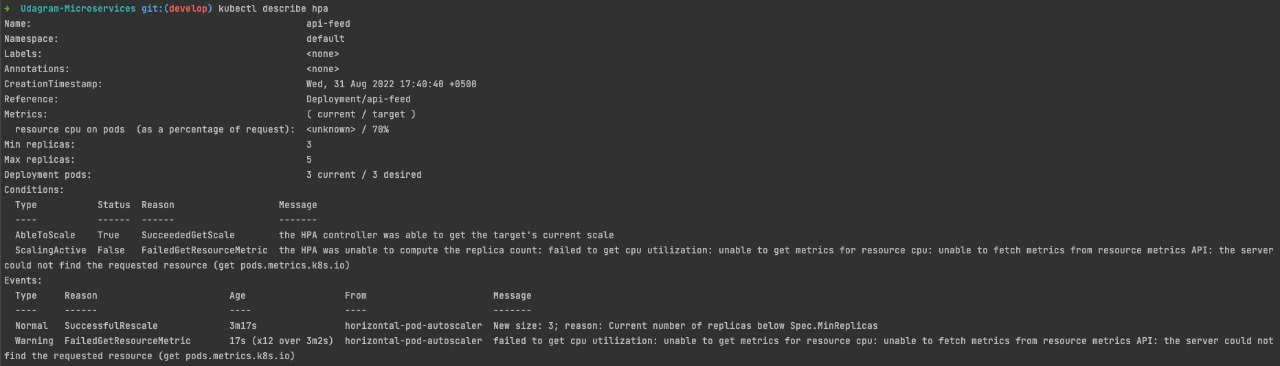 ➜  Udagram-Microservices git:(develop) kubectl describe hpa
Name:                                                  api-feed
Namespace:                                             default
Labels:                                                <none>
Annotations:                                           <none>
CreationTimestamp:                                     Wed, 31 Aug 2022 17:40:40 +0500
Reference:                                             Deployment/api-feed
Metrics:                                               ( current / target )
  resource cpu on pods  (as a percentage of request):  <unknown> / 70%
Min replicas:                                          3
Max replicas:                                          5
Deployment pods:                                       3 current / 3 desired
Conditions:
  Type           Status  Reason                   Message
  ----           ------  ------                   -------
  AbleToScale    True    SucceededGetScale        the HPA controller was able to get the target's current scale
  ScalingActive  False   FailedGetResourceMetric  the HPA was unable to compute the replica count: failed to get cpu utilization: unable to get metrics for resource cpu: unable to fetch metrics from resource metrics API: the server
could not find the requested resource (get pods.metrics.k8s.io)
Events:
  Type     Reason                   Age                  From                       Message
  ----     ------                   ----                 ----                       -------
  Normal   SuccessfulRescale        3m17s                horizontal-pod-autoscaler  New size: 3; reason: Current number of replicas below Spec.MinReplicas
  Warning  FailedGetResourceMetric  17s (x12 over 3m2s)  horizontal-pod-autoscaler  failed to get cpu utilization: unable to get metrics for resource cpu: unable to fetch metrics from resource metrics API: the server could not
find the requested resource (get pods.metrics.k8s.io)